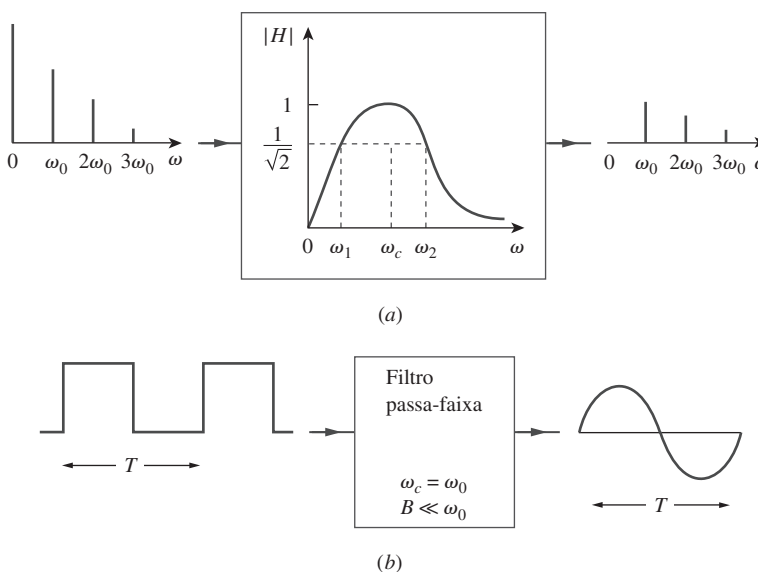 |H|
1
1/√2
0 ω₀ 2ω₀ 3ω₀ ω
0 ω₁ ω_c ω₂ ω
0 ω₀ 2ω₀ 3ω₀
(a)
Filtro
passa-faixa
ω_c = ω₀
B ≪ ω₀
T
T
(b)